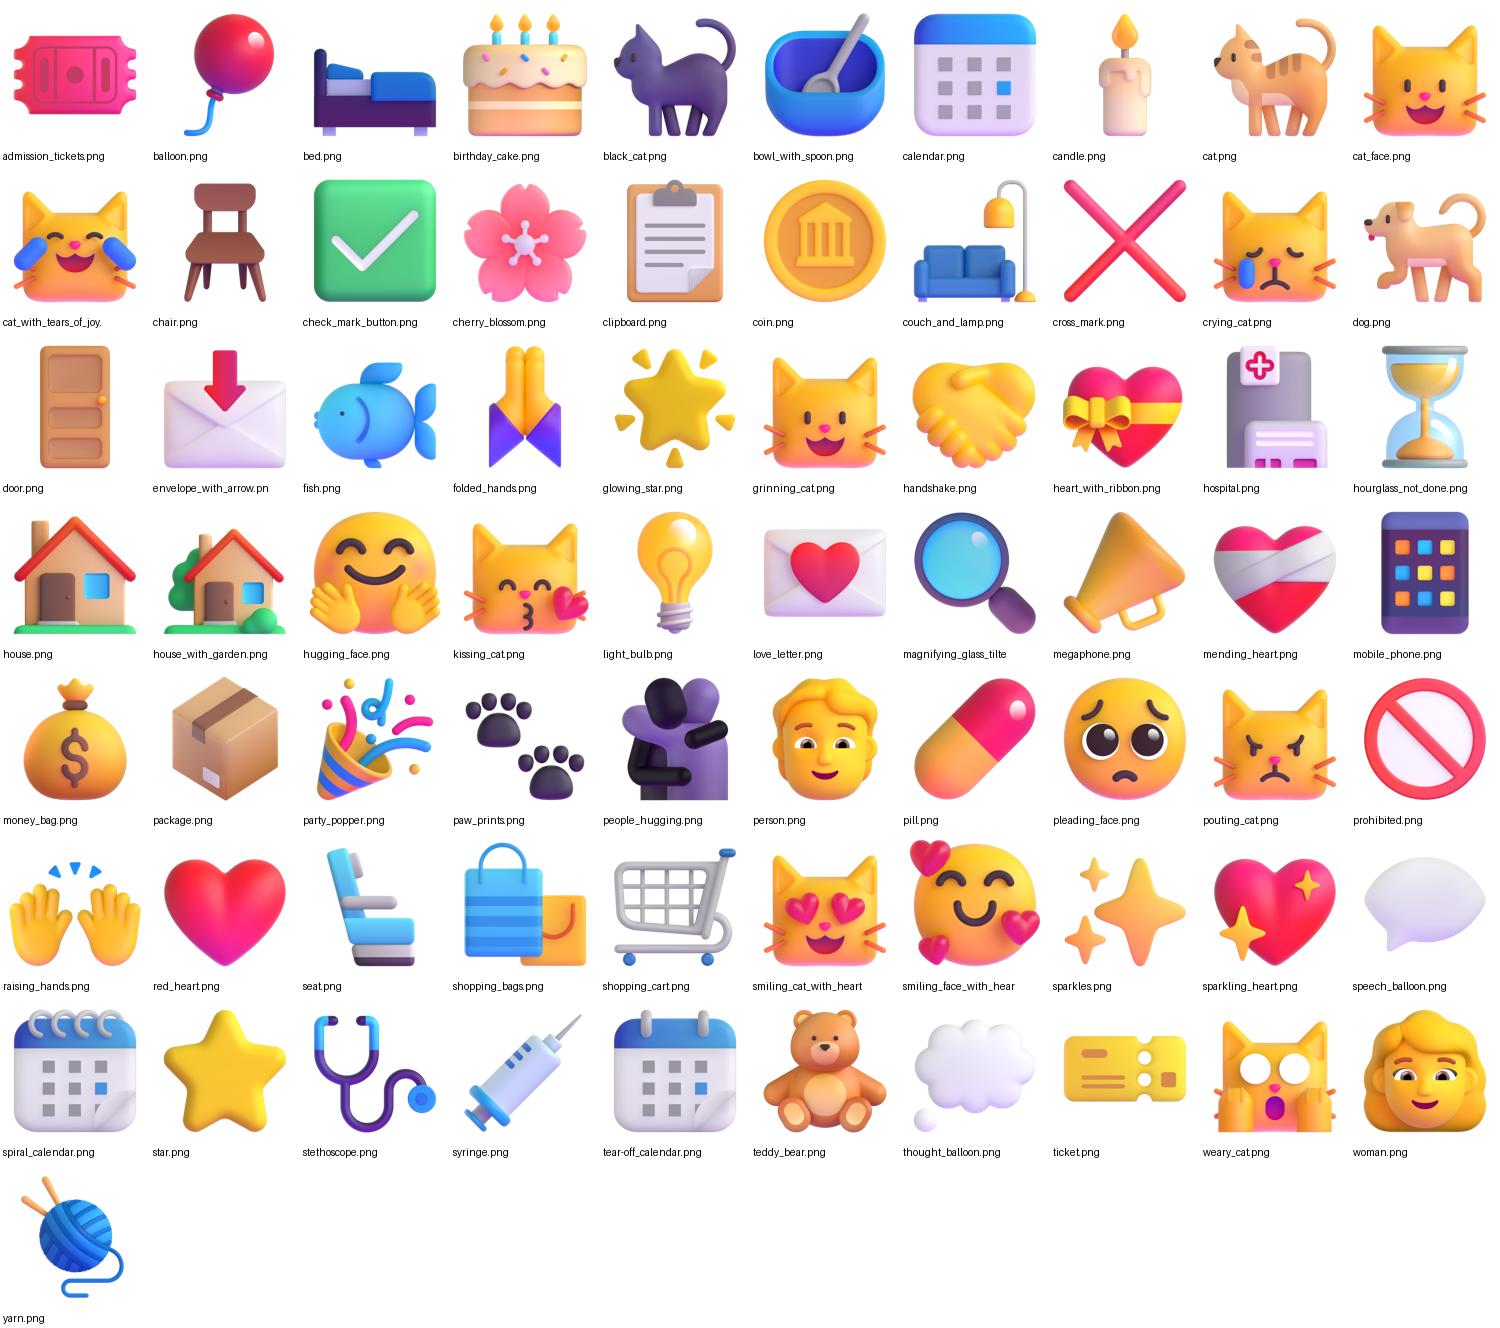 admission_tickets.png balloon.png bed.png birthday_cake.png black_cat.png bowl_with_spoon.png calendar.png candle.png cat.png cat_face.png
cat_with_tears_of_joy. chair.png check_mark_button.png cherry_blossom.png clipboard.png coin.png couch_and_lamp.png cross_mark.png crying_cat.png dog.png
door.png envelope_with_arrow.pn fish.png folded_hands.png glowing_star.png grinning_cat.png handshake.png heart_with_ribbon.png hospital.png hourglass_not_done.png
house.png house_with_garden.png hugging_face.png kissing_cat.png light_bulb.png love_letter.png magnifying_glass_tilte megaphone.png mending_heart.png mobile_phone.png
$
money_bag.png package.png party_popper.png paw_prints.png people_hugging.png person.png pill.png pleading_face.png pouting_cat.png prohibited.png
raising_hands.png red_heart.png seat.png shopping_bags.png shopping_cart.png smiling_cat_with_heart smiling_face_with_hear sparkles.png sparkling_heart.png speech_balloon.png
spiral_calendar.png star.png stethoscope.png syringe.png tear-off_calendar.png teddy_bear.png thought_balloon.png ticket.png weary_cat.png woman.png
yarn.png